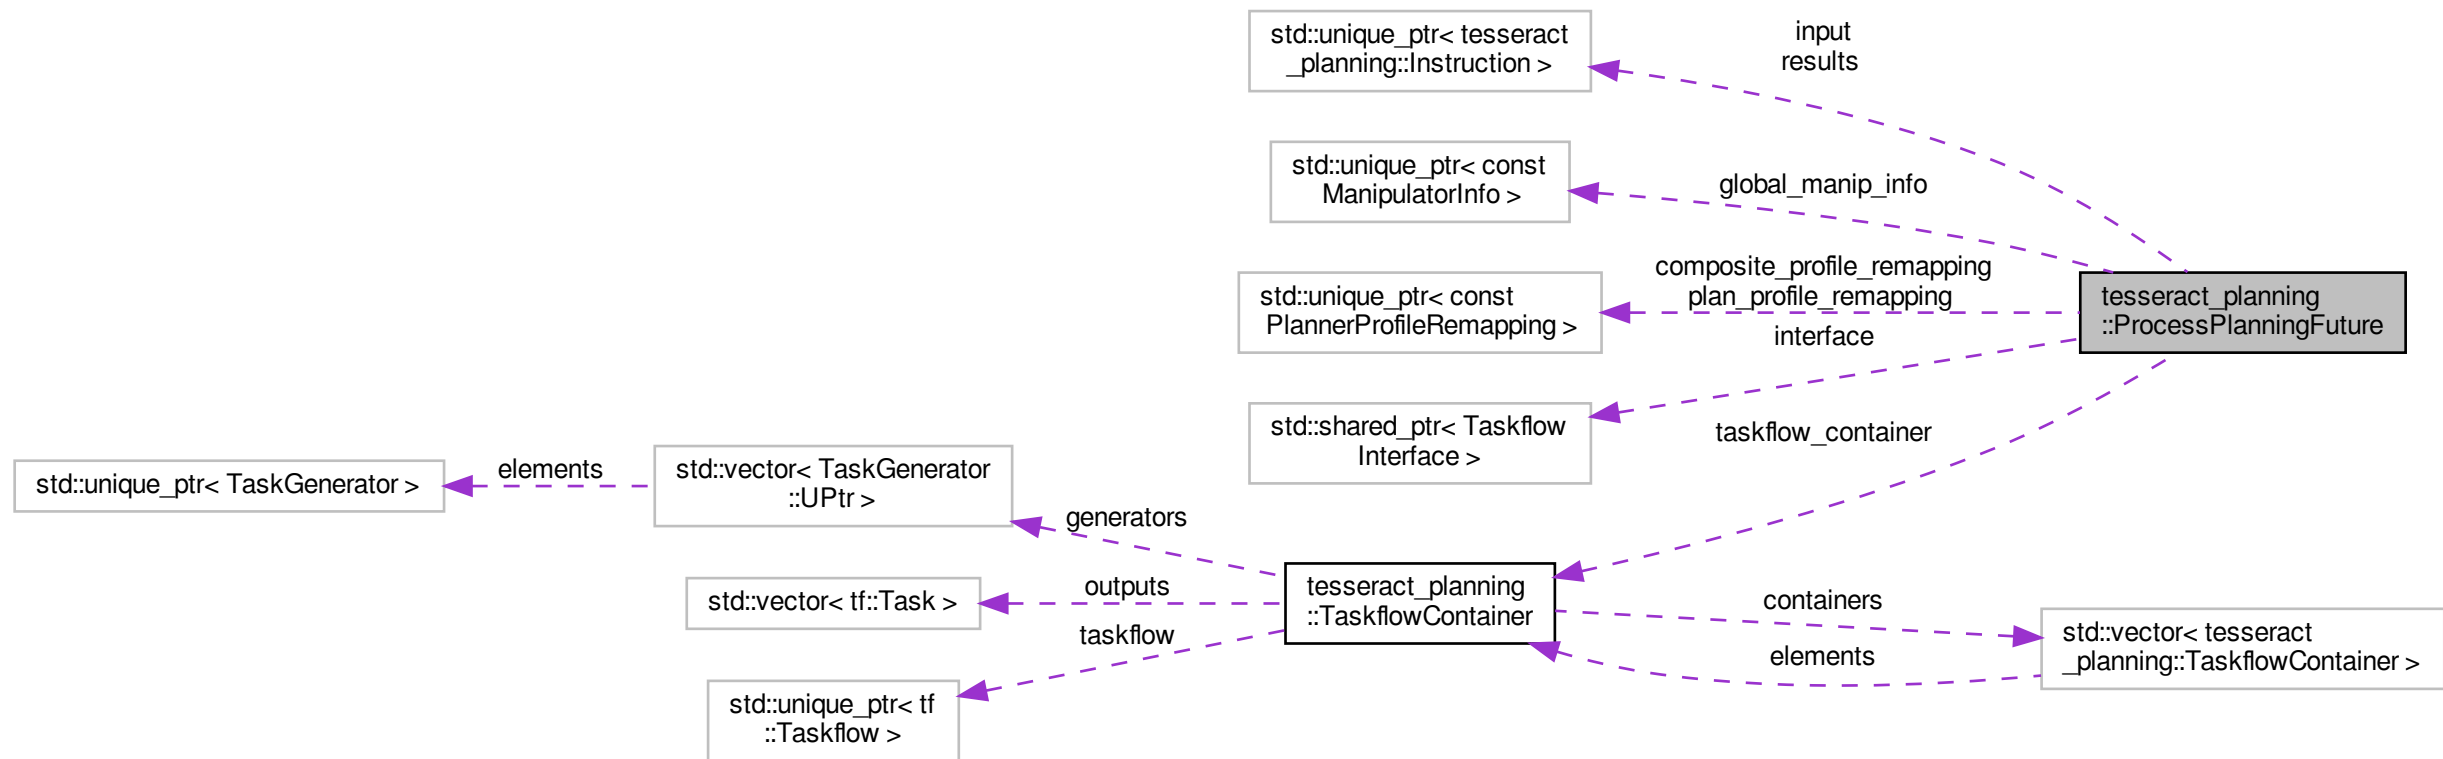 std::unique_ptr< tesseract
_planning::Instruction >
input
results
std::unique_ptr< const
ManipulatorInfo >
global_manip_info
std::unique_ptr< const
PlannerProfileRemapping >
composite_profile_remapping
plan_profile_remapping
tesseract_planning
::ProcessPlanningFuture
interface
std::shared_ptr< Taskflow
Interface >
taskflow_container
std::unique_ptr< TaskGenerator >
elements
std::vector< TaskGenerator
::UPtr >
generators
std::vector< tf::Task >
outputs
tesseract_planning
::TaskflowContainer
containers
elements
std::vector< tesseract
_planning::TaskflowContainer >
taskflow
std::unique_ptr< tf
::Taskflow >